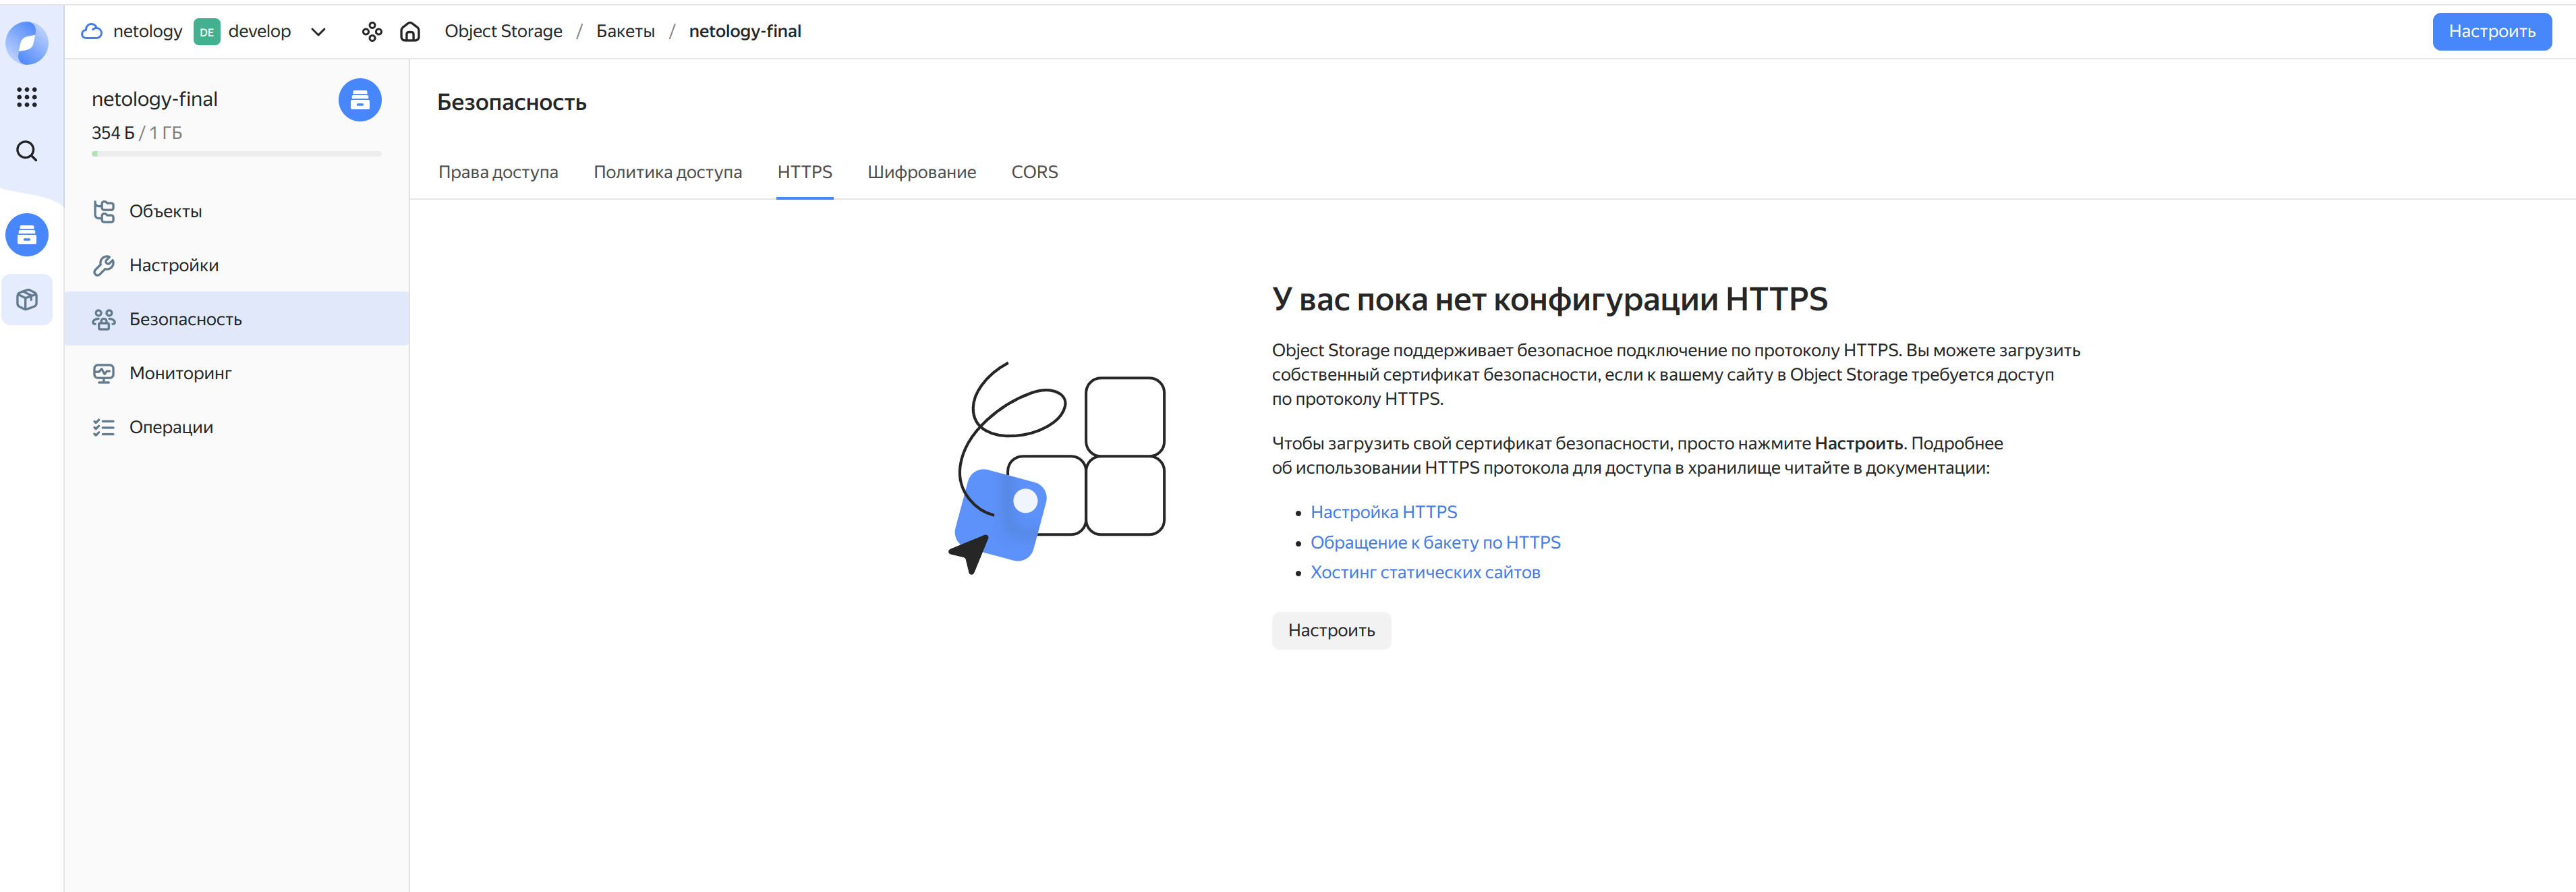 netology DE develop Object Storage / Бакеты / netology-final Настроить
netology-final
354 Б / 1 ГБ
Объекты
Настройки
Безопасность
Мониторинг
Операции
Безопасность
Права доступа Политика доступа HTTPS Шифрование CORS
У вас пока нет конфигурации HTTPS
Object Storage поддерживает безопасное подключение по протоколу HTTPS. Вы можете загрузить
собственный сертификат безопасности, если к вашему сайту в Object Storage требуется доступ
по протоколу HTTPS.
Чтобы загрузить свой сертификат безопасности, просто нажмите Настроить. Подробнее
об использовании HTTPS протокола для доступа в хранилище читайте в документации:
• Настройка HTTPS
• Обращение к бакету по HTTPS
• Хостинг статических сайтов
Настроить